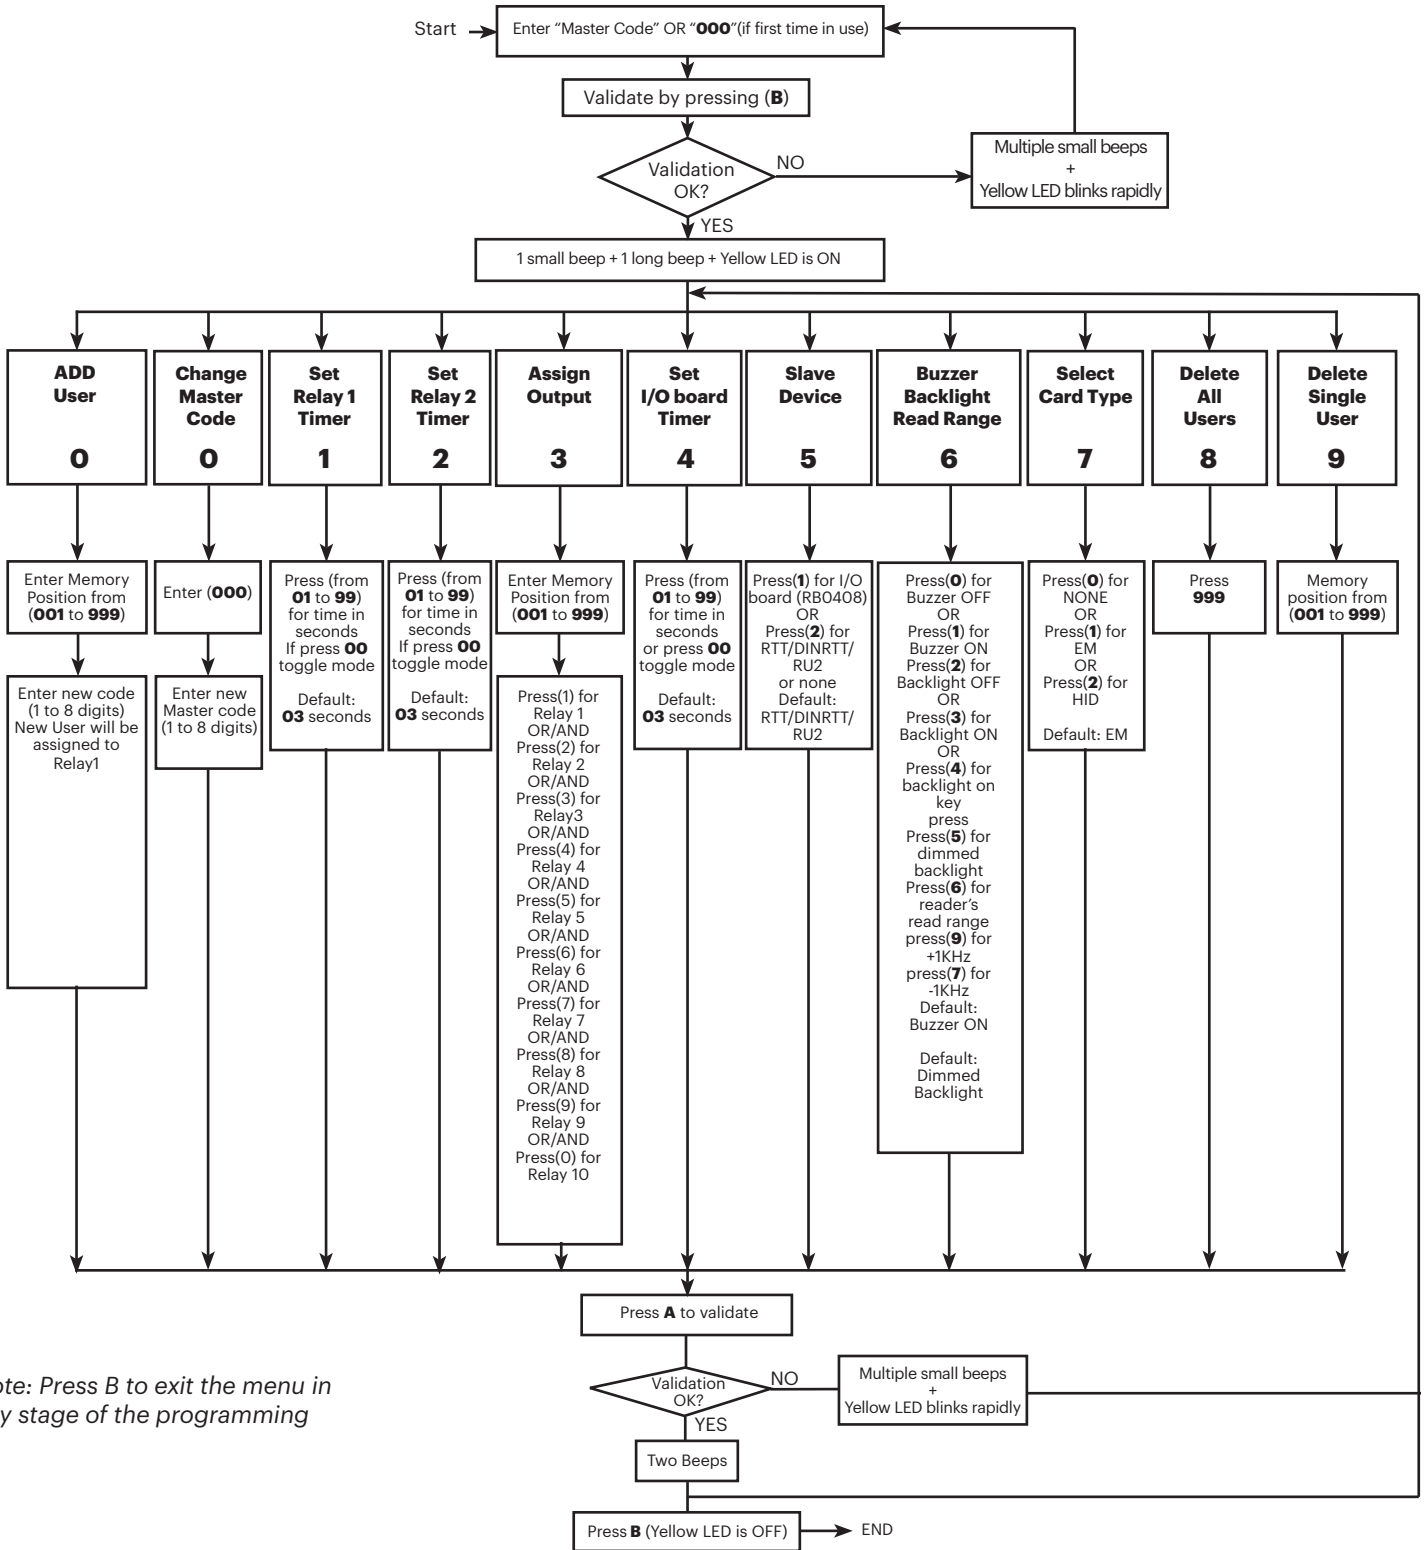 Start
Enter “Master Code” OR “000”(if first time in use)
Validate by pressing (B)
Validation
OK?
NO
Multiple small beeps
+
Yellow LED blinks rapidly
YES
1 small beep + 1 long beep + Yellow LED is ON
ADD
User
0
Change
Master
Code
0
Set
Relay 1
Timer
1
Set
Relay 2
Timer
2
Assign
Output
3
Set
I/O board
Timer
4
Slave
Device
5
Buzzer
Backlight
Read Range
6
Select
Card Type
7
Delete
All
Users
8
Delete
Single
User
9
Enter Memory
Position from
(001 to 999)
Enter new code
(1 to 8 digits)
New User will be
assigned to
Relay1
Enter (000)
Enter new
Master code
(1 to 8 digits)
Press (from
01 to 99)
for time in
seconds
If press 00
toggle mode
Default:
03 seconds
Press (from
01 to 99)
for time in
seconds
If press 00
toggle mode
Default:
03 seconds
Enter Memory
Position from
(001 to 999)
Press(1) for
Relay 1
OR/AND
Press(2) for
Relay 2
OR/AND
Press(3) for
Relay3
OR/AND
Press(4) for
Relay 4
OR/AND
Press(5) for
Relay 5
OR/AND
Press(6) for
Relay 6
OR/AND
Press(7) for
Relay 7
OR/AND
Press(8) for
Relay 8
OR/AND
Press(9) for
Relay 9
OR/AND
Press(0) for
Relay 10
Press (from
01 to 99)
for time in
seconds
or press 00
toggle mode
Default:
03 seconds
Press(1) for I/O
board (RB0408)
OR
Press(2) for
RTT/DINRTT/
RU2
or none
Default:
RTT/DINRTT/
RU2
Press(0) for
Buzzer OFF
OR
Press(1) for
Buzzer ON
Press(2) for
Backlight OFF
OR
Press(3) for
Backlight ON
OR
Press(4) for
backlight on
key
press
Press(5) for
dimmed
backlight
Press(6) for
reader’s
read range
press(9) for
+1KHz
press(7) for
-1KHz
Default:
Buzzer ON
Default:
Dimmed
Backlight
Press(0) for
NONE
OR
Press(1) for
EM
OR
Press(2) for
HID
Default: EM
Press
999
Memory
position from
(001 to 999)
Press A to validate
Validation
OK?
NO
Multiple small beeps
+
Yellow LED blinks rapidly
YES
Two Beeps
Press B (Yellow LED is OFF)
END
ote: Press B to exit the menu in
y stage of the programming